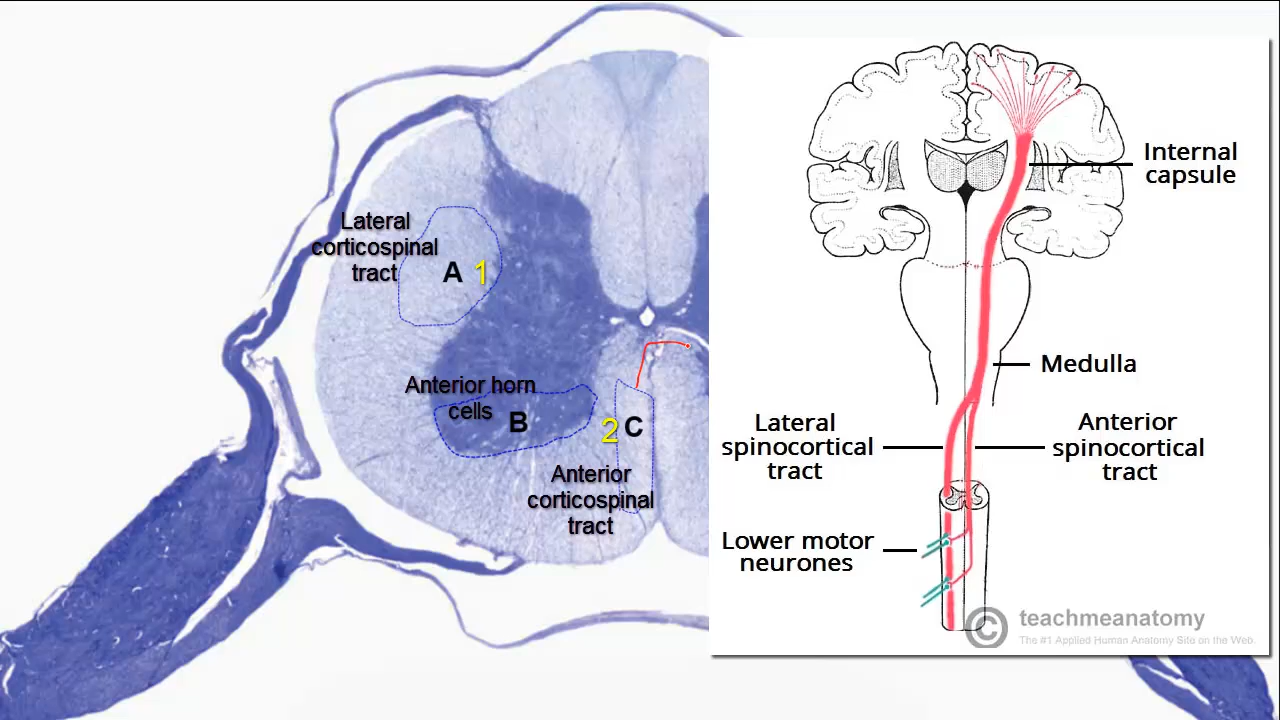 Lateral
corticospinal
tract
A 1
Anterior horn
cells
B
2 C
Anterior
corticospinal
tract
Internal
capsule
Medulla
Lateral
spinocortical
tract
Anterior
spinocortical
tract
Lower motor
neurones
© teachmeanatomy
The #1 Applied Human Anatomy Site on the Web.